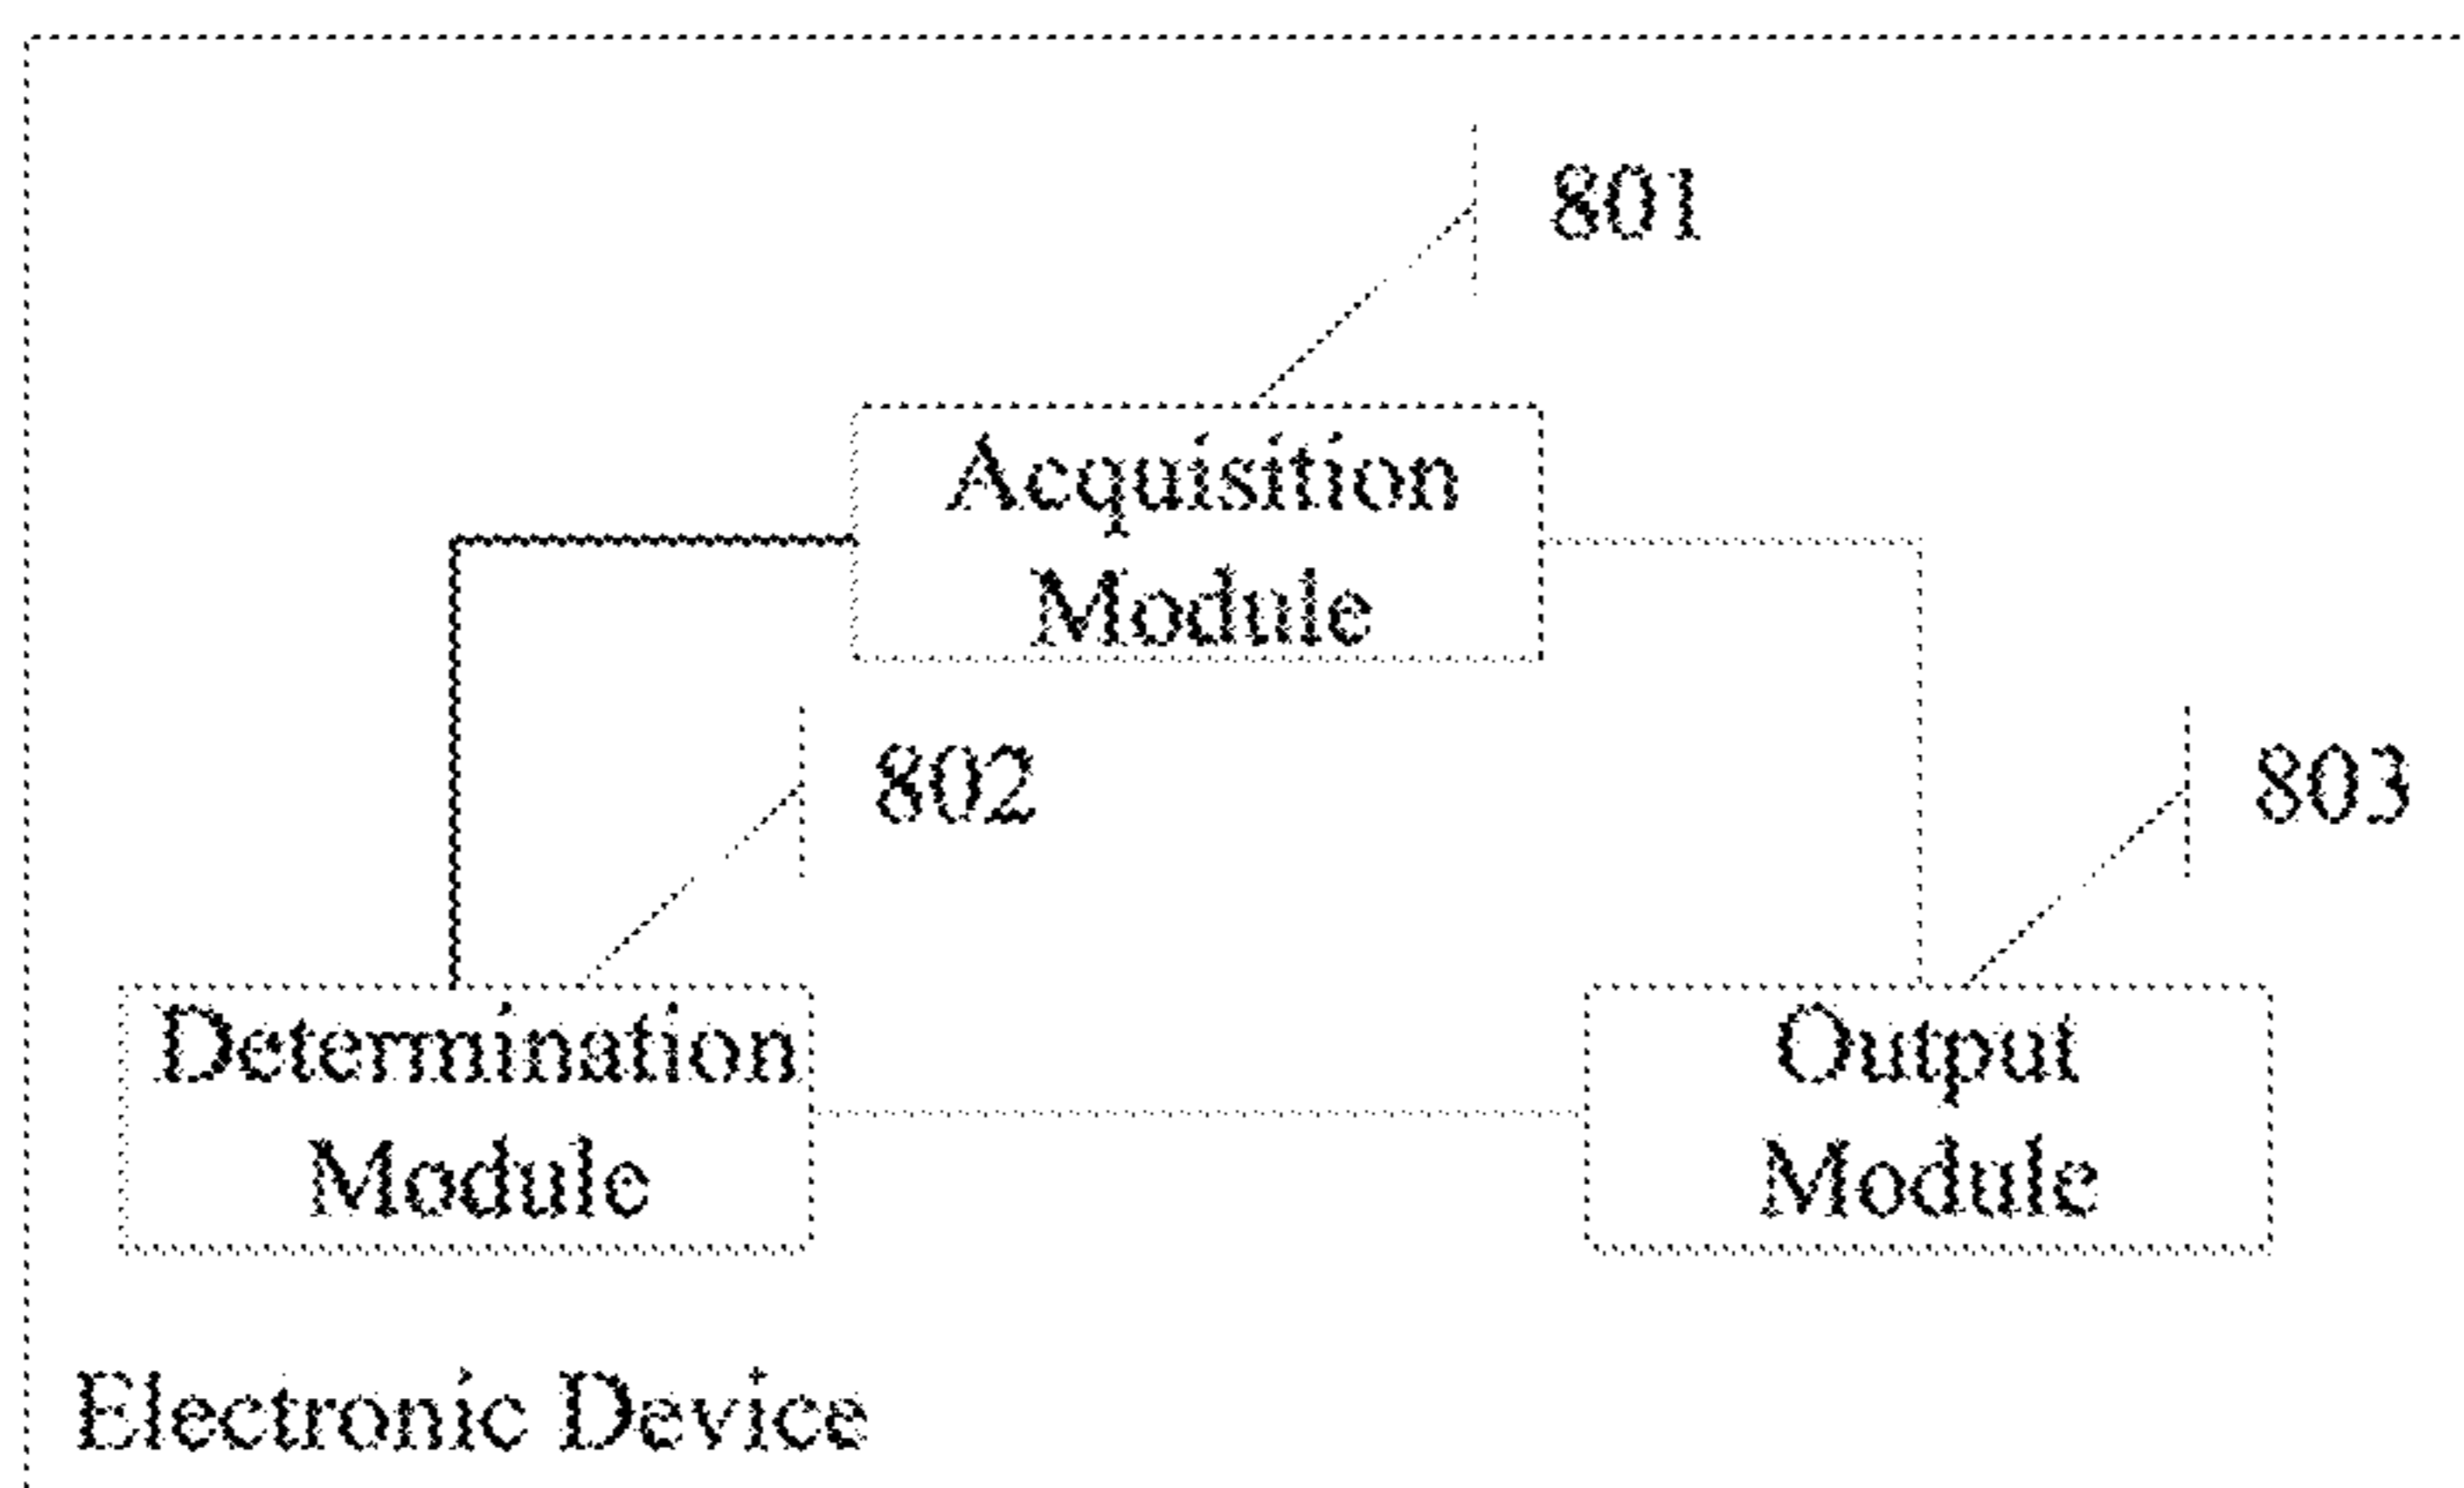 801
Acquisition
Module
802
803
Determination
Module
Output
Module
Electronic Device